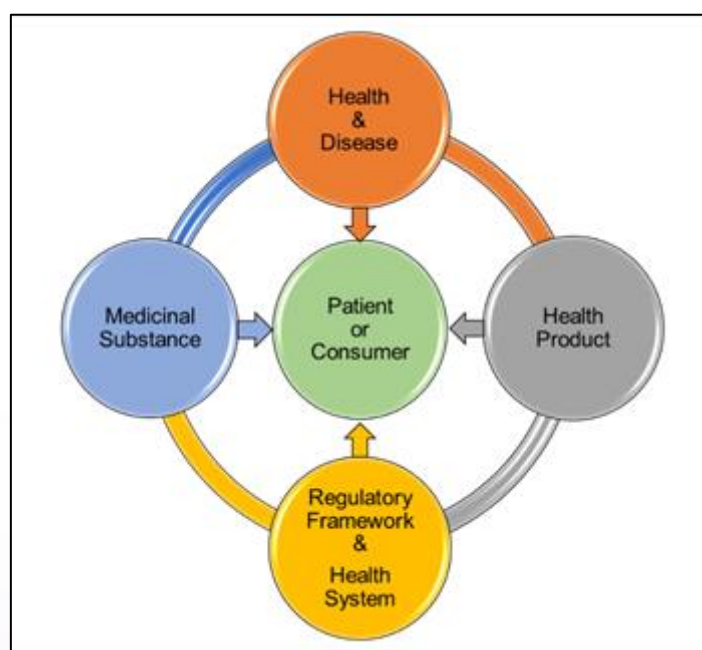 Health
&
Disease
Medicinal
Substance
Patient
or
Consumer
Health
Product
Regulatory
Framework
&
Health
System